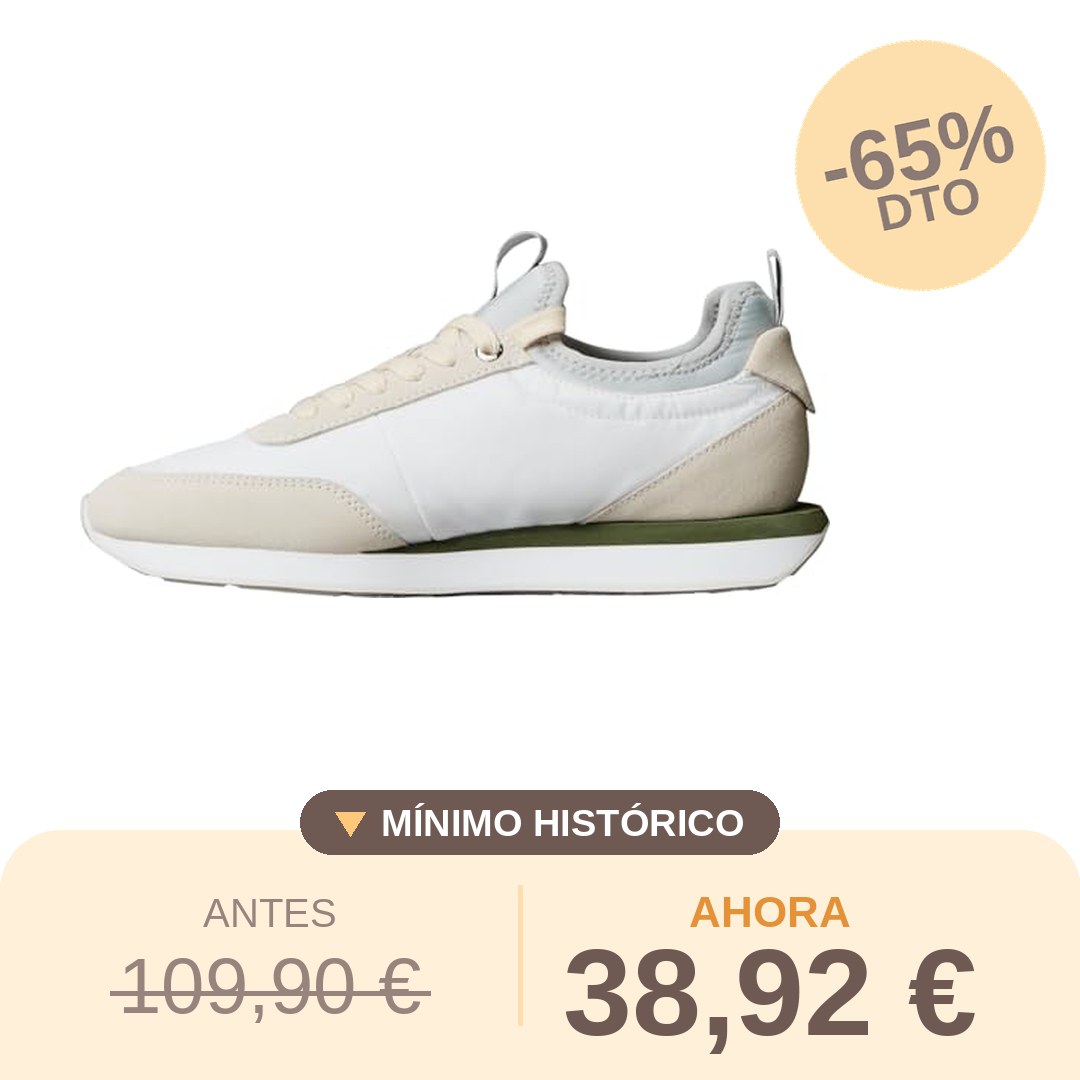 -65%
DTO
MÍNIMO HISTÓRICO
ANTES
109,90 €
AHORA
38,92 €